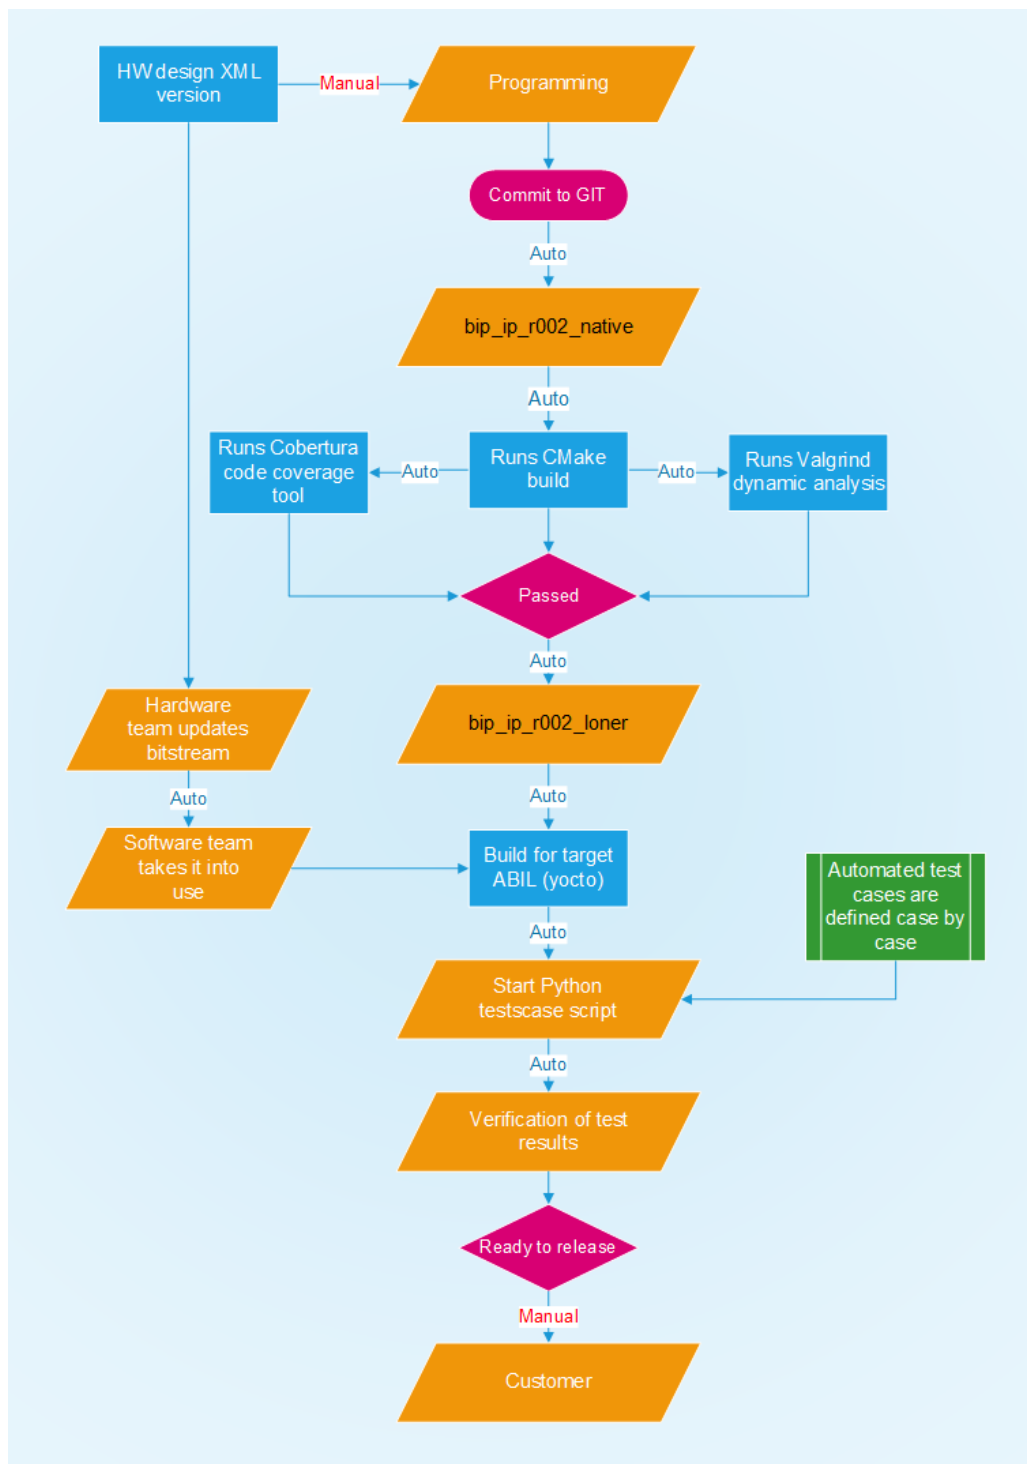 HW design XML
version
Manual
Programming
Commit to GIT
Auto
bip_ip_r002_native
Auto
Runs Cobertura
code coverage
tool
Auto
Runs CMake
build
Auto
Runs Valgrind
dynamic analysis
Passed
Auto
bip_ip_r002_loner
Hardware
team updates
bitstream
Auto
Auto
Software team
takes it into
use
Build for target
ABIL (yocto)
Automated test
cases are
defined case by
case
Auto
Start Python
testscase script
Auto
Verification of test
results
Ready to release
Manual
Customer